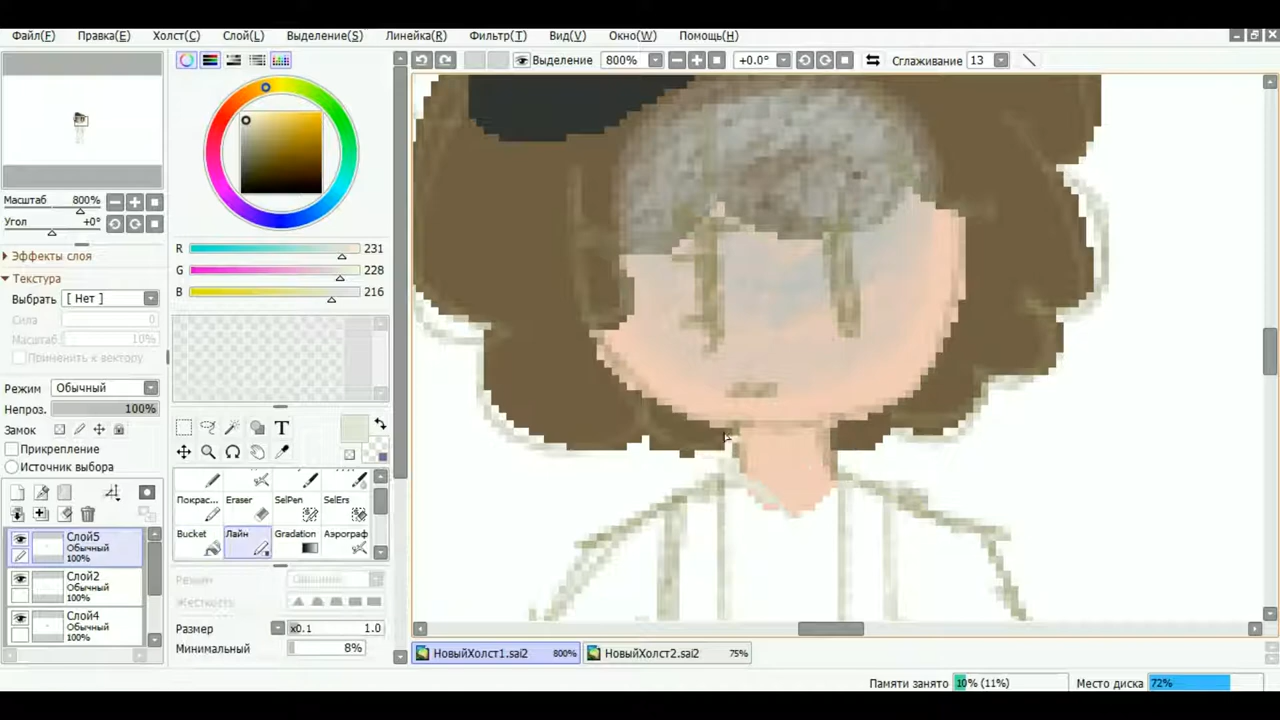 Файл(F) Правка(E) Холст(C) Слой(L) Выделение(S) Линейка(R) Фильтр(T) Вид(V) Окно(W) Помощь(H)
Выделение 800% +0.0° Сглаживание 13
Масштаб 800%
Угол +0°
Эффекты слоя
Текстура
Выбрать [ Нет ]
Сила 0
Масштаб 10%
Применить к вектору
Режим Обычный
Непроз. 100%
Замок
Прикрепление
Источник выбора
Слой5
Обычный
100%
Слой2
Обычный
100%
Слой4
Обычный
100%
R 231
G 228
B 216
T
Покрас... Eraser SelPen SelErs
Bucket Лайн Gradation Аэрограф
Режим
Жесткость
Размер x0.1 1.0
Минимальный 8%
НовыйХолст1.sai2 800% НовыйХолст2.sai2 75%
Памяти занято 10% (11%) Место диска 72%